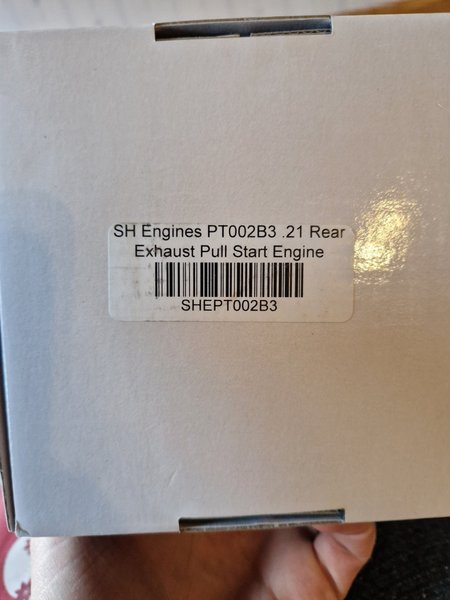 SH Engines PT002B3 .21 Rear
Exhaust Pull Start Engine
SHEPT002B3